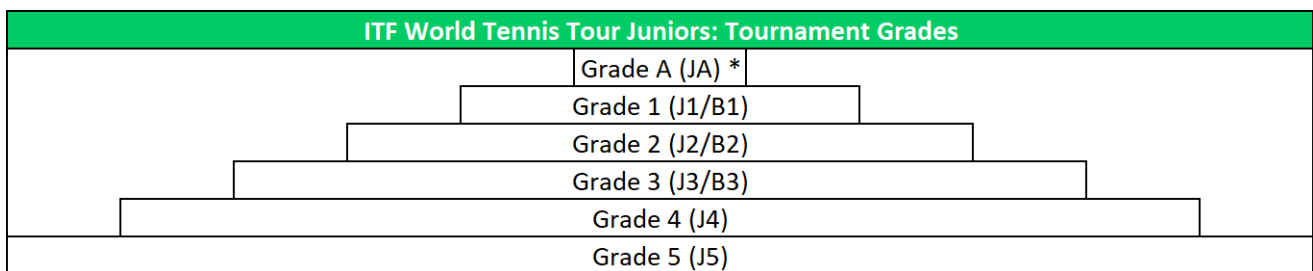 ITF World Tennis Tour Juniors: Tournament Grades
Grade A (JA) *
Grade 1 (J1/B1)
Grade 2 (J2/B2)
Grade 3 (J3/B3)
Grade 4 (J4)
Grade 5 (J5)